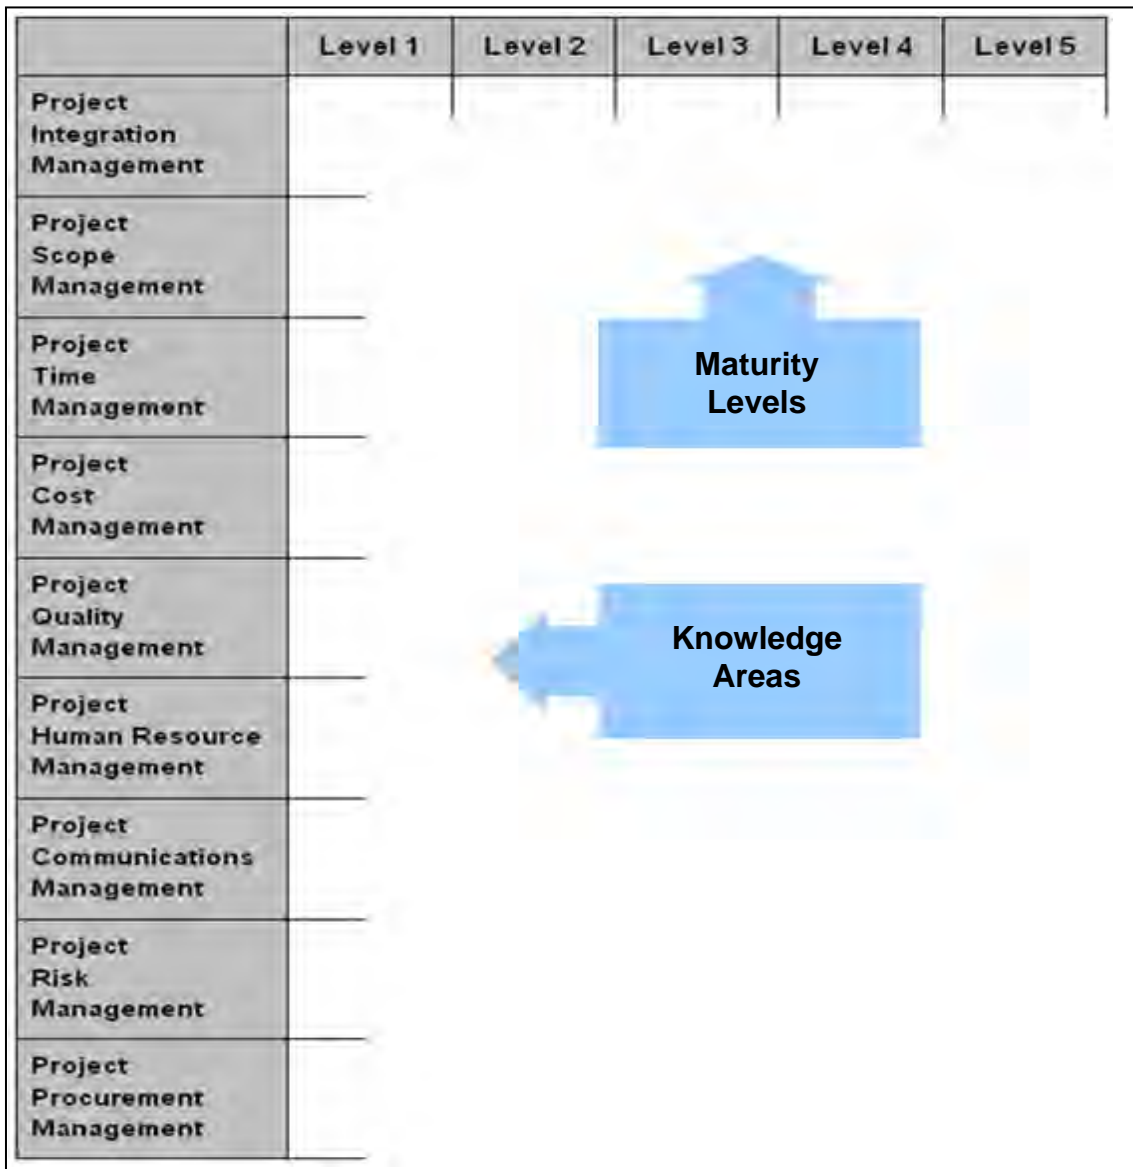 Level 1 Level 2 Level 3 Level 4 Level 5
Project
Integration
Management
Project
Scope
Management
Project
Time
Management
Project
Cost
Management
Project
Quality
Management
Project
Human Resource
Management
Project
Communications
Management
Project
Risk
Management
Project
Procurement
Management
Maturity
Levels
Knowledge
Areas